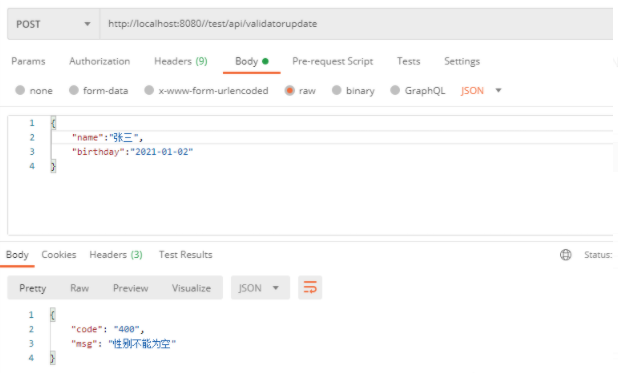 POST http://localhost:8080//test/api/validatorupdate
Params Authorization Headers (9) Body Pre-request Script Tests Settings
none form-data x-www-form-urlencoded raw binary GraphQL JSON
1 {
2 "name":"张三",
3 "birthday":"2021-01-02"
4 }
Body Cookies Headers (3) Test Results Status:
Pretty Raw Preview Visualize JSON
1 {
2 "code": "400",
3 "msg": "性别不能为空"
4 }